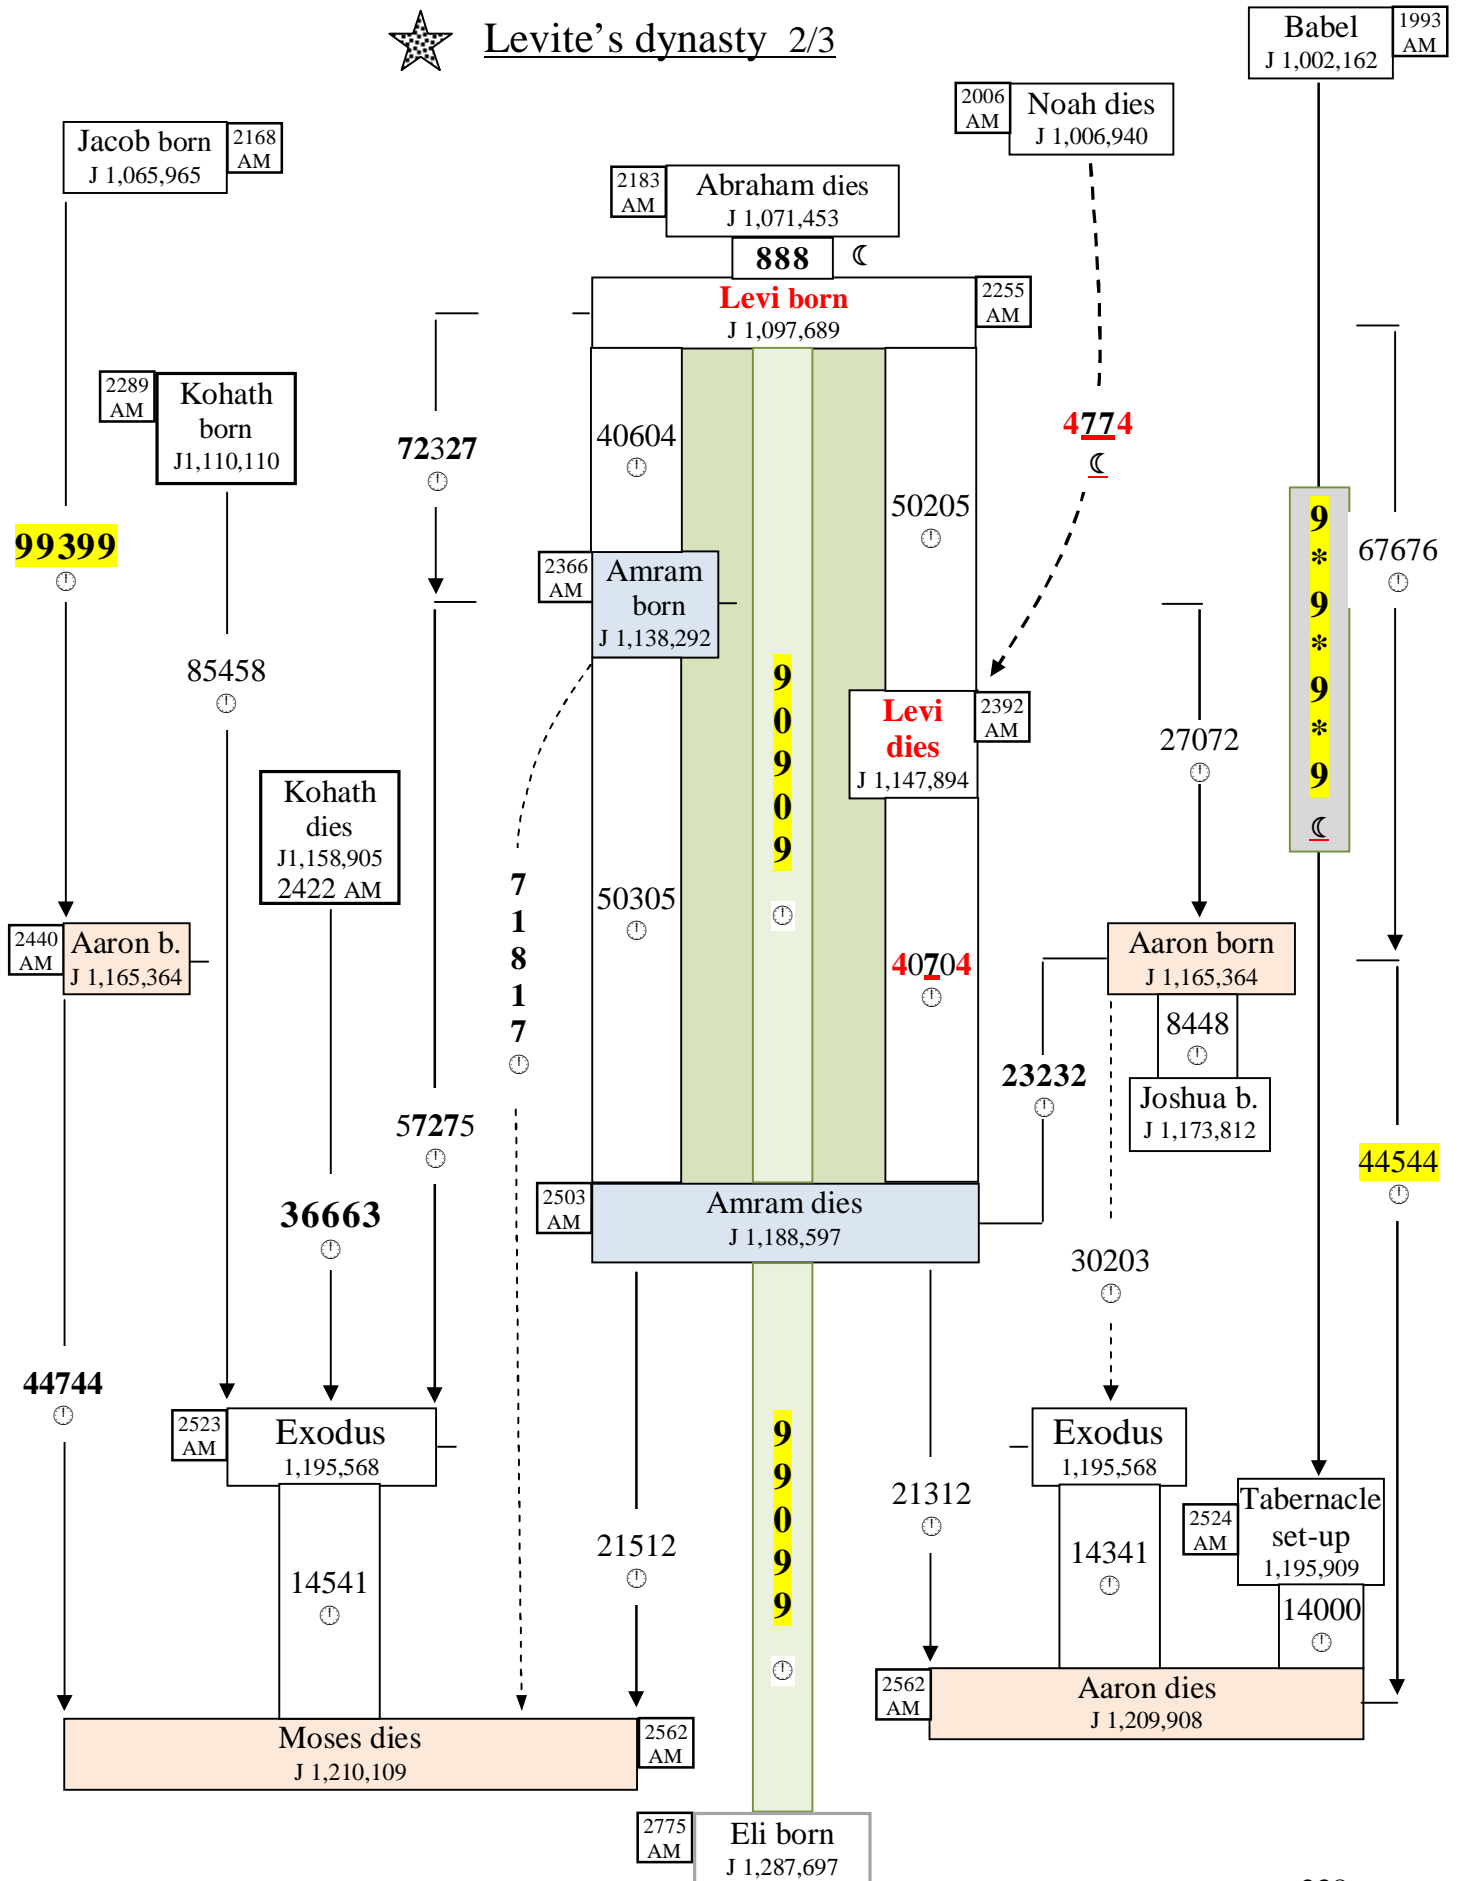 Levite’s dynasty 2/3
Babel
J 1,002,162
1993
AM
2006
AM
Noah dies
J 1,006,940
Jacob born
J 1,065,965
2168
AM
2183
AM
Abraham dies
J 1,071,453
888 ☾
Levi born
J 1,097,689
2255
AM
2289
AM
Kohath
born
J1,110,110
72327
40604
4774
☾
50205
99399
67676
9
*
9
*
9
*
9
☾
2366
AM
Amram
born
J 1,138,292
85458
9
0
9
0
9
Levi
dies
J 1,147,894
2392
AM
27072
Kohath
dies
J1,158,905
2422 AM
7
1
8
1
7
50305
2440
AM
Aaron b.
J 1,165,364
40704
Aaron born
J 1,165,364
8448
23232
Joshua b.
J 1,173,812
57275
44544
36663
2503
AM
Amram dies
J 1,188,597
30203
44744
2523
AM
Exodus
1,195,568
9
9
0
9
9
Exodus
1,195,568
21312
21512
Tabernacle
set-up
1,195,909
2524
AM
14541
14341
14000
2562
AM
Aaron dies
J 1,209,908
Moses dies
J 1,210,109
2562
AM
2775
AM
Eli born
J 1,287,697